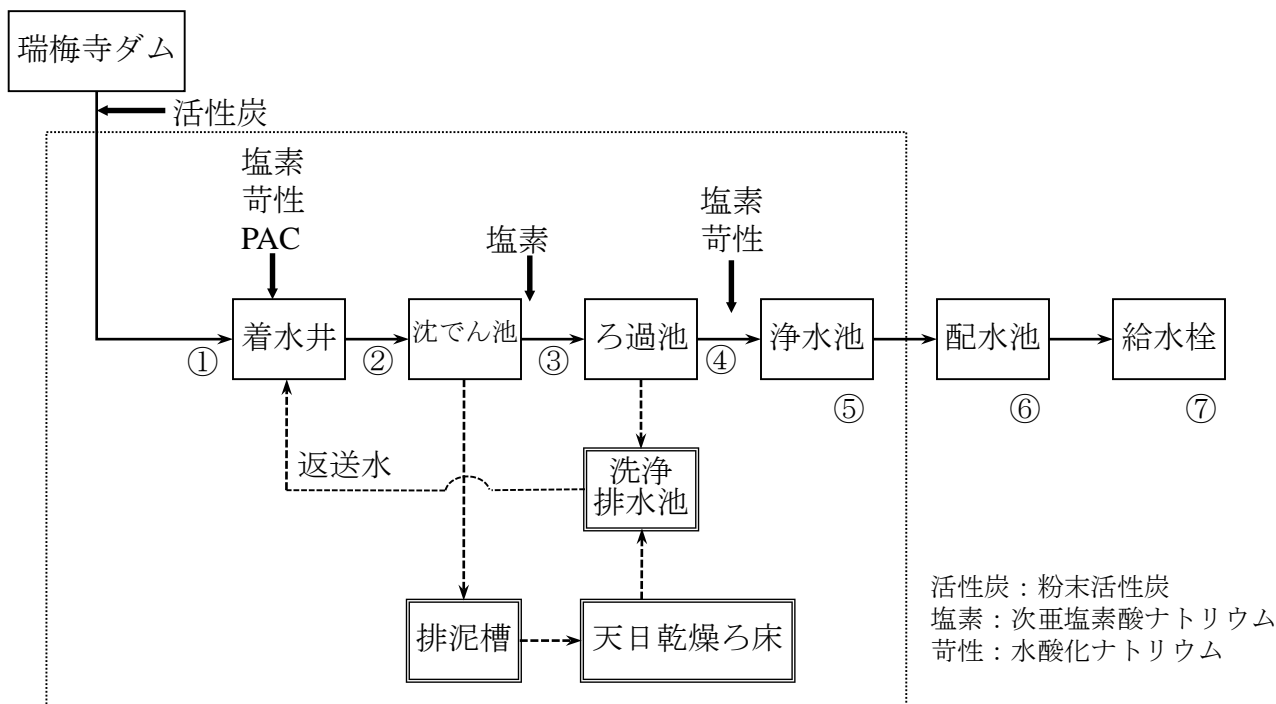 瑞梅寺ダム
活性炭
塩素
苛性
PAC
塩素
塩素
苛性
着水井
沈でん池
ろ過池
浄水池
配水池
給水栓
①
②
③
④
⑤
⑥
⑦
返送水
洗浄
排水池
排泥槽
天日乾燥ろ床
活性炭：粉末活性炭
塩素：次亜塩素酸ナトリウム
苛性：水酸化ナトリウム